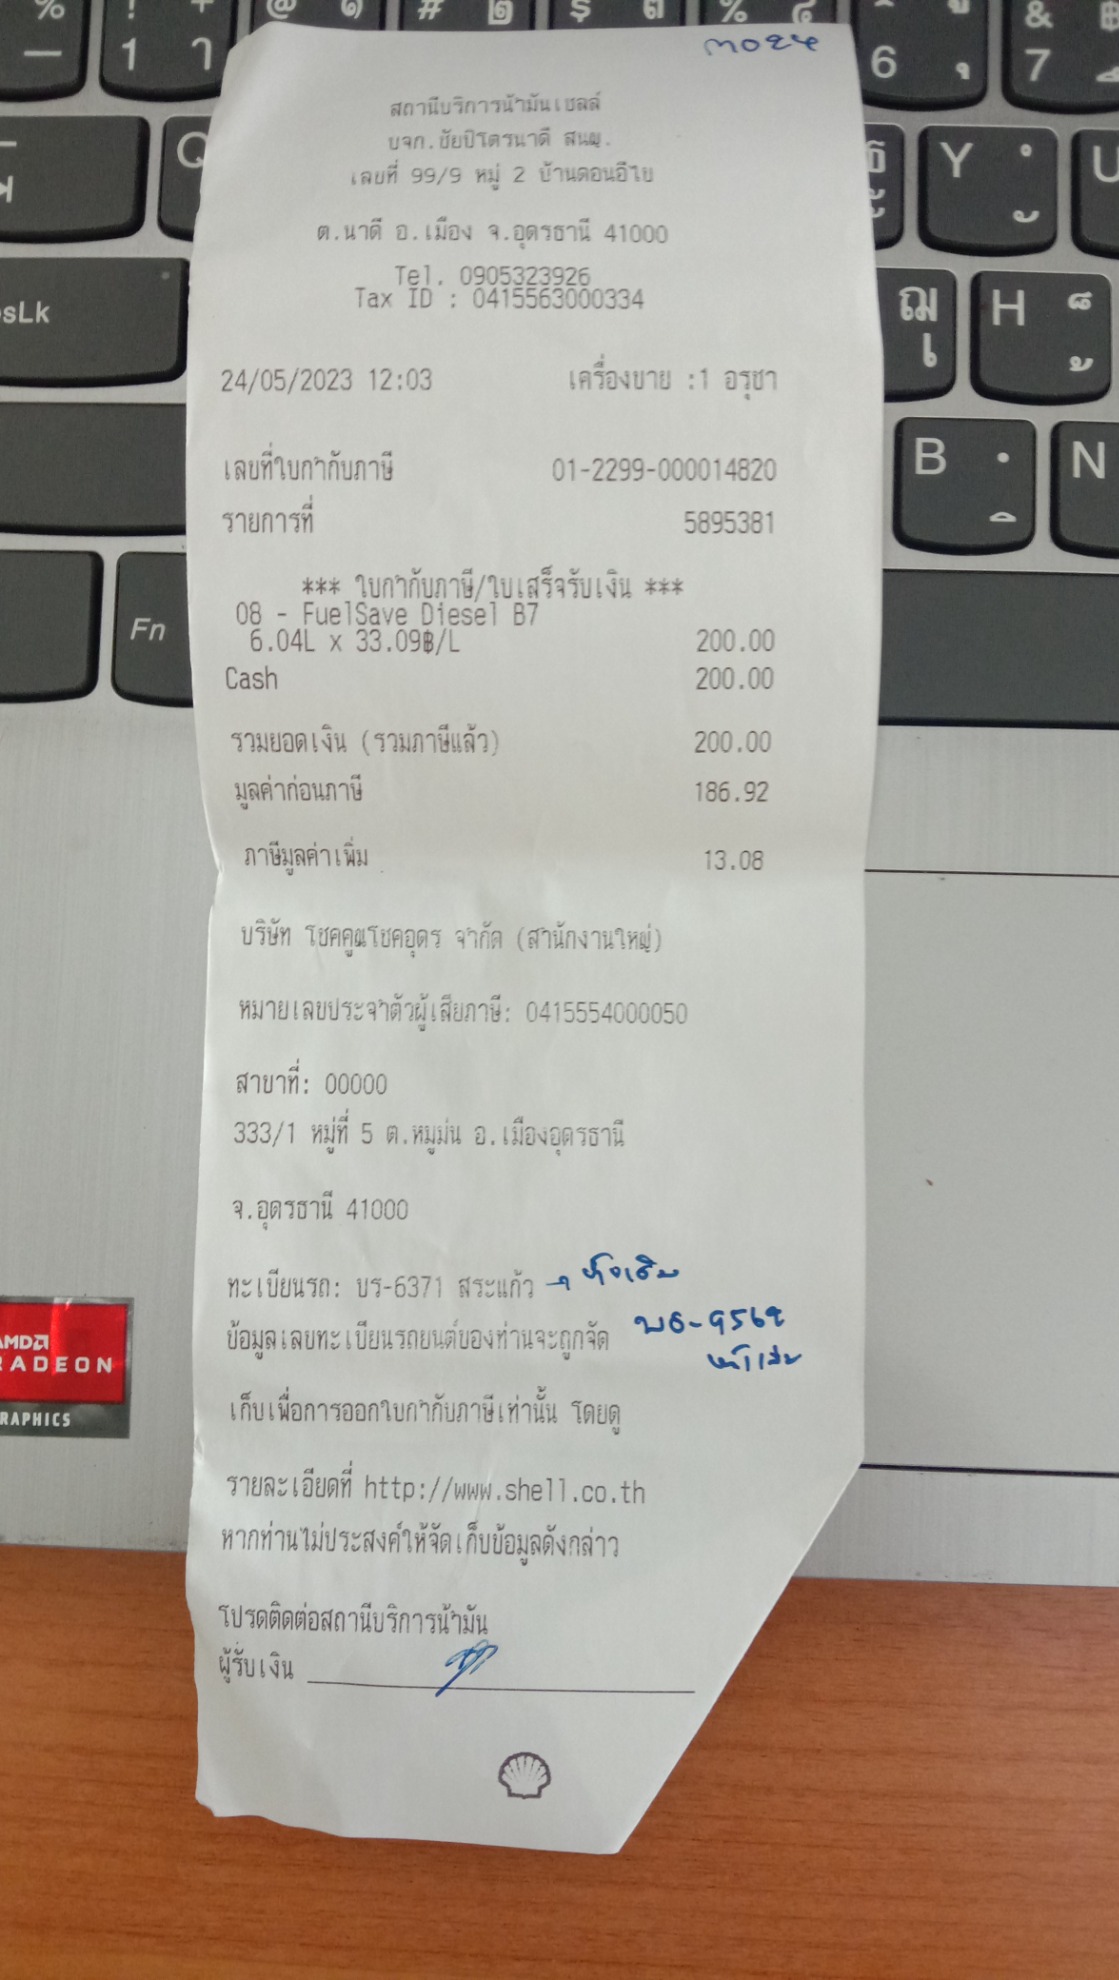 สถานีบริการน้ำมันเชลล์
บจก.ชัยปิโตรนาดี สนญ.
เลขที่ 99/9 หมู่ 2 บ้านดอนอีไข
ต.นาดี อ.เมือง จ.อุดรธานี 41000
Tel. 0905323926
Tax ID : 0415563000334
24/05/2023 12:03 เครื่องขาย :1 อรุชา
เลขที่ใบกำกับภาษี 01-2299-000014820
รายการที่ 5895381
*** ใบกำกับภาษี/ใบเสร็จรับเงิน ***
08 - FuelSave Diesel B7
6.04L x 33.09฿/L 200.00
Cash 200.00
รวมยอดเงิน (รวมภาษีแล้ว) 200.00
มูลค่าก่อนภาษี 186.92
ภาษีมูลค่าเพิ่ม 13.08
บริษัท โชคคูณโชคอุดร จำกัด (สำนักงานใหญ่)
หมายเลขประจำตัวผู้เสียภาษี: 0415554000050
สาขาที่: 00000
333/1 หมู่ที่ 5 ต.หมูม่น อ.เมืองอุดรธานี
จ.อุดรธานี 41000
ทะเบียนรถ: บร-6371 สระแก้ว
ข้อมูลเลขทะเบียนรถยนต์ของท่านจะถูกจัด
เก็บเพื่อการออกใบกำกับภาษีเท่านั้น โดยดู
รายละเอียดที่ http://www.shell.co.th
หากท่านไม่ประสงค์ให้จัดเก็บข้อมูลดังกล่าว
โปรดติดต่อสถานีบริการน้ำมัน
ผู้รับเงิน
PsLk
Fn
AMD
RADEON
GRAPHICS